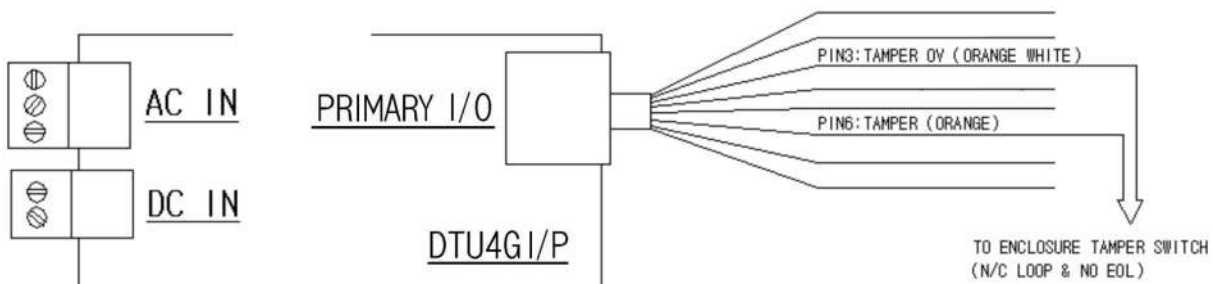 AC IN
PRIMARY I/O
PIN3:TAMPER 0V (ORANGE WHITE)
PIN6:TAMPER (ORANGE)
DC IN
DTU4GI/P
TO ENCLOSURE TAMPER SWITCH
(N/C LOOP & NO EOL)